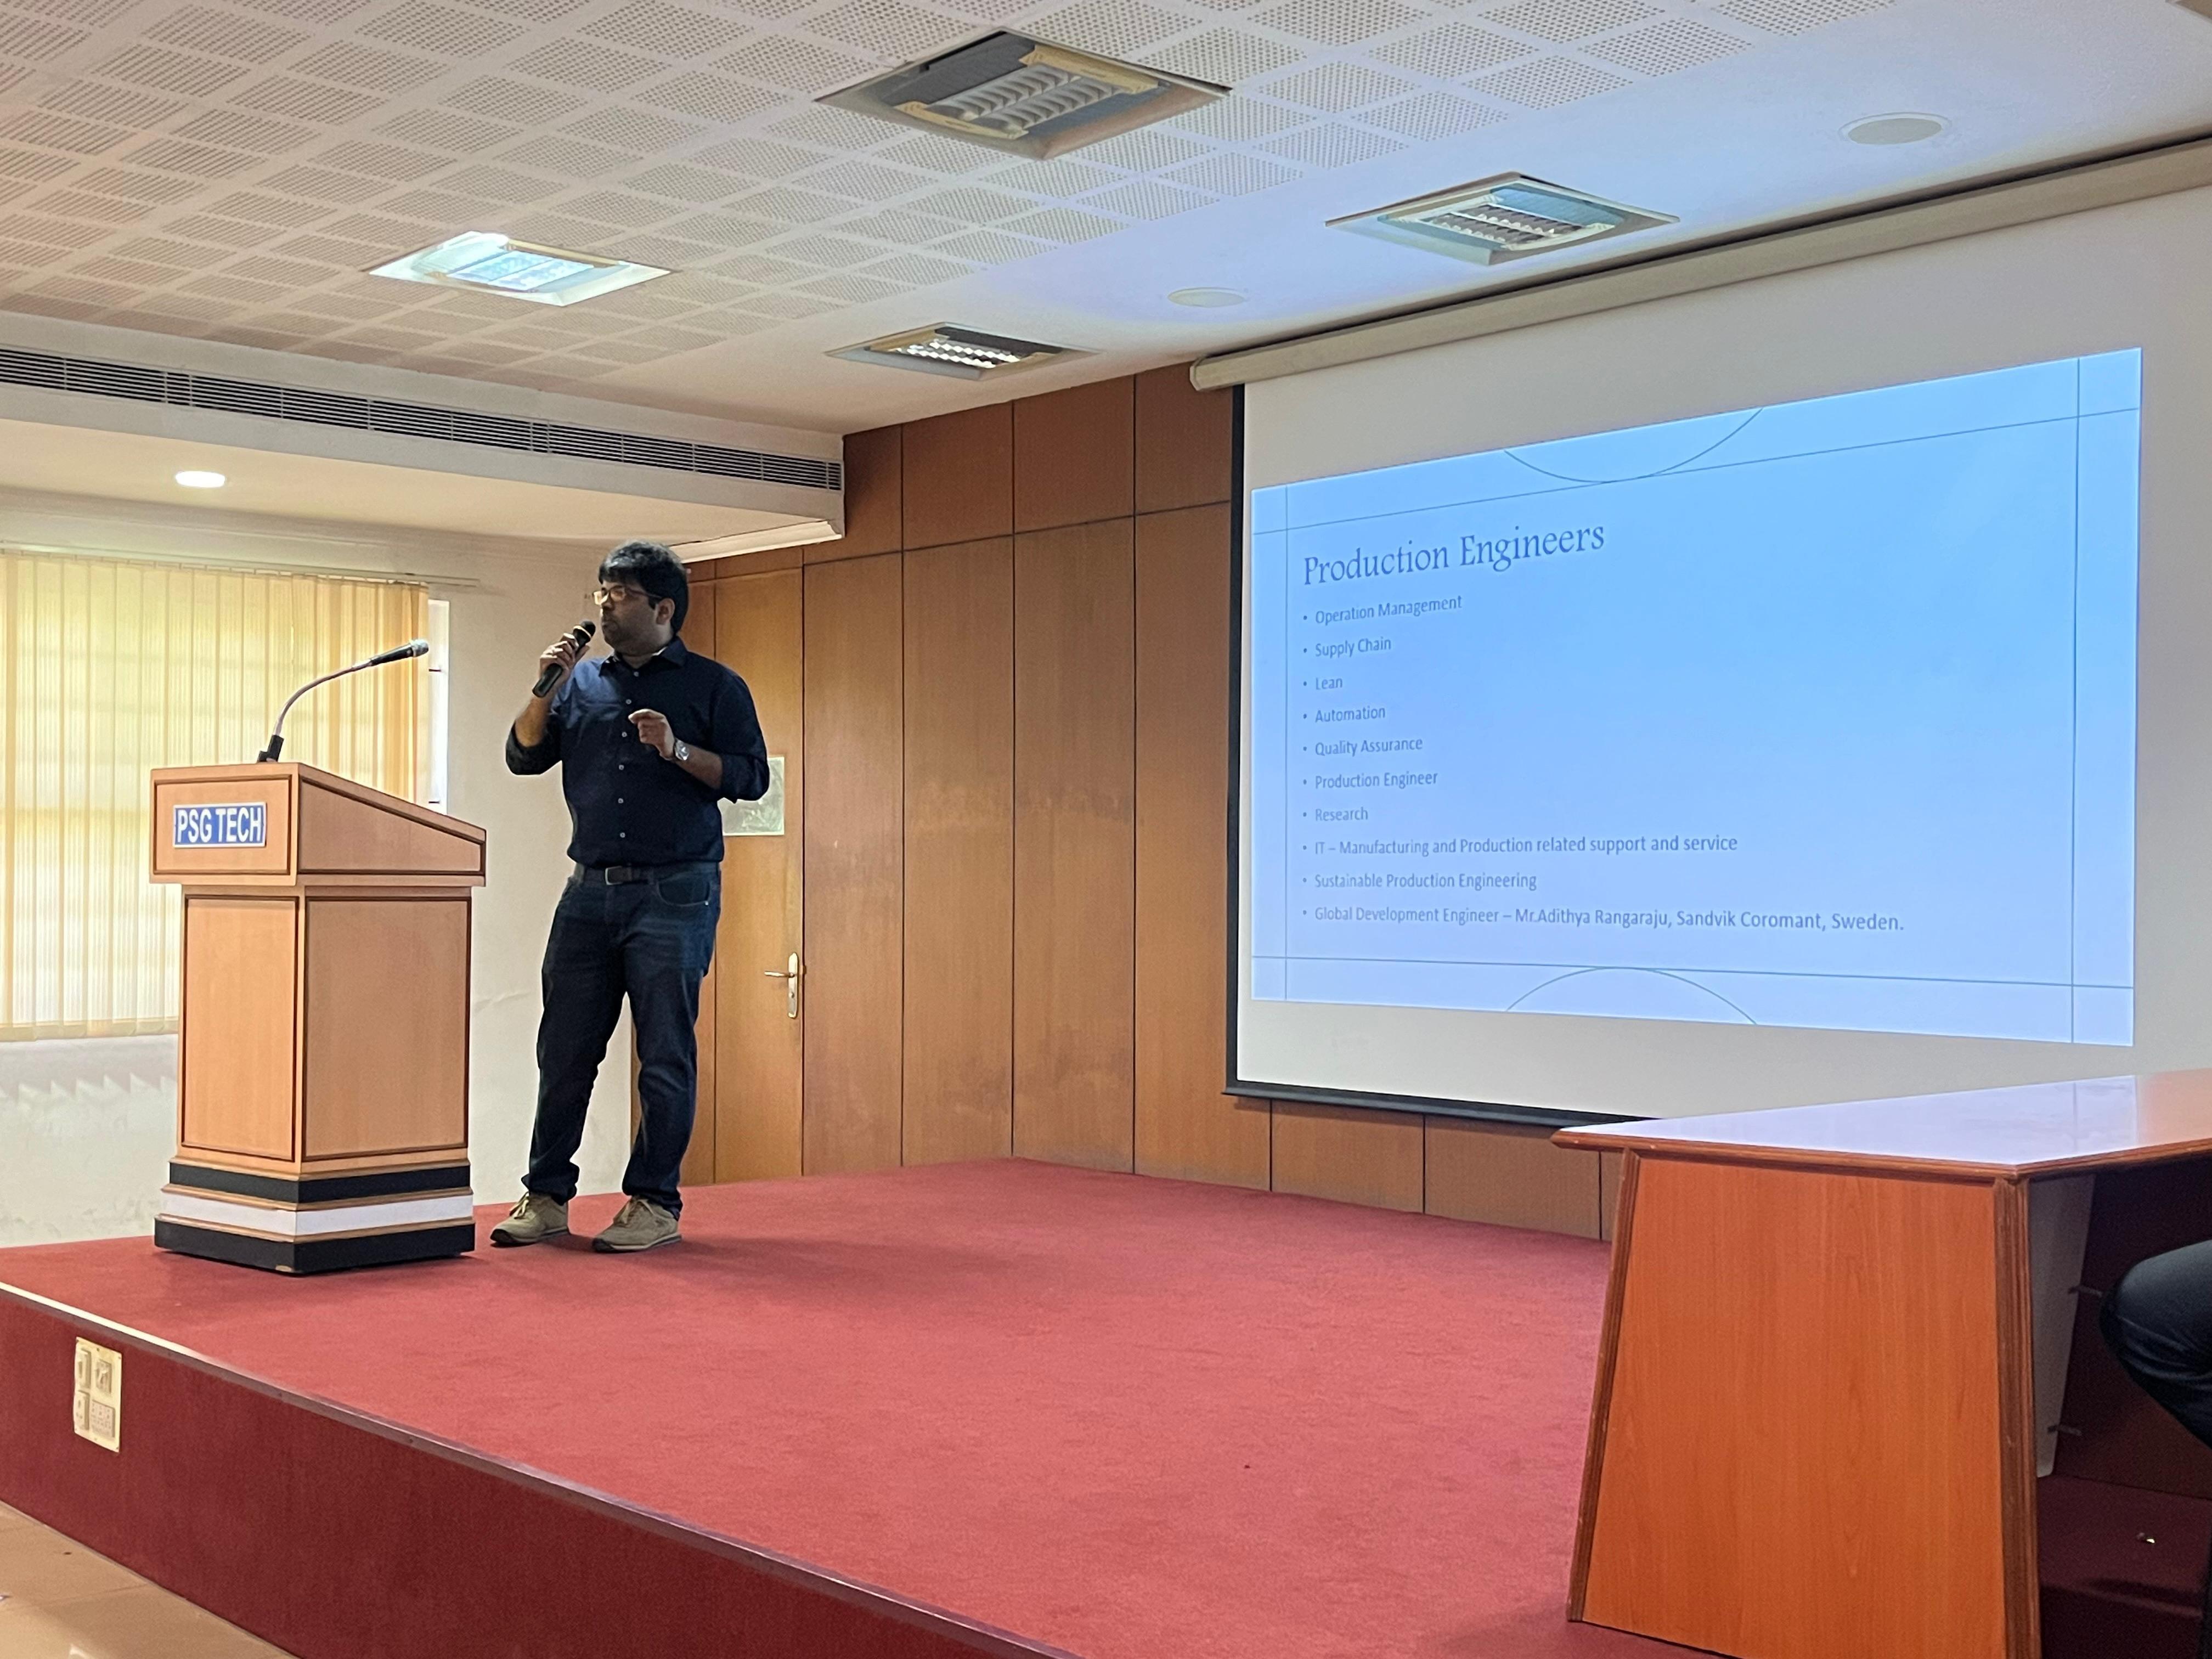 PSG TECH
Production Engineers
• Operation Management
• Supply Chain
• Lean
• Automation
• Quality Assurance
• Production Engineer
• Research
• IT – Manufacturing and Production related support and service
• Sustainable Production Engineering
• Global Development Engineer – Mr.Adithya Rangaraju, Sandvik Coromant, Sweden.